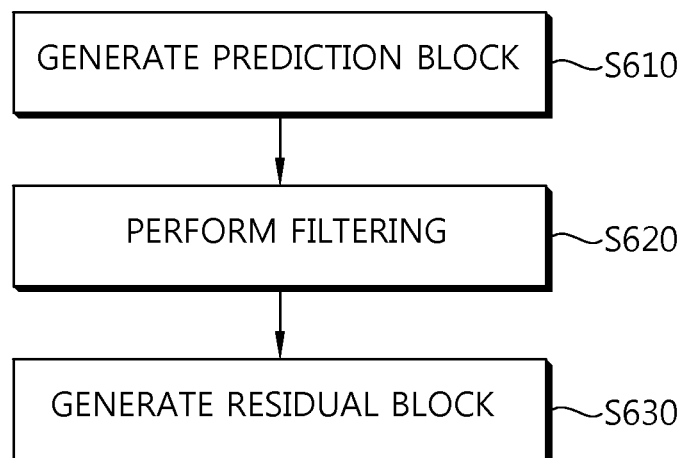 GENERATE PREDICTION BLOCK S610
PERFORM FILTERING S620
GENERATE RESIDUAL BLOCK S630